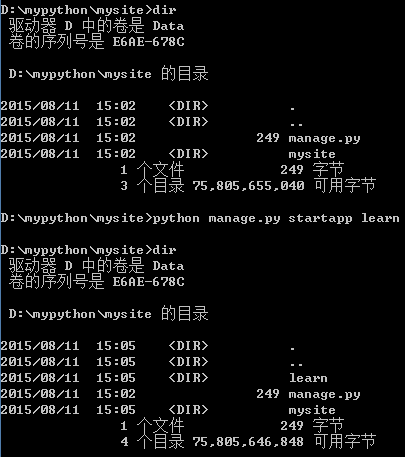 D:\mypython\mysite>dir
驱动器 D 中的卷是 Data
卷的序列号是 E6AE-678C
D:\mypython\mysite 的目录
2015/08/11  15:02    <DIR>          .
2015/08/11  15:02    <DIR>          ..
2015/08/11  15:02               249 manage.py
2015/08/11  15:02    <DIR>          mysite
1 个文件            249 字节
3 个目录 75,805,655,040 可用字节
D:\mypython\mysite>python manage.py startapp learn
D:\mypython\mysite>dir
驱动器 D 中的卷是 Data
卷的序列号是 E6AE-678C
D:\mypython\mysite 的目录
2015/08/11  15:05    <DIR>          .
2015/08/11  15:05    <DIR>          ..
2015/08/11  15:05    <DIR>          learn
2015/08/11  15:02               249 manage.py
2015/08/11  15:05    <DIR>          mysite
1 个文件            249 字节
4 个目录 75,805,646,848 可用字节